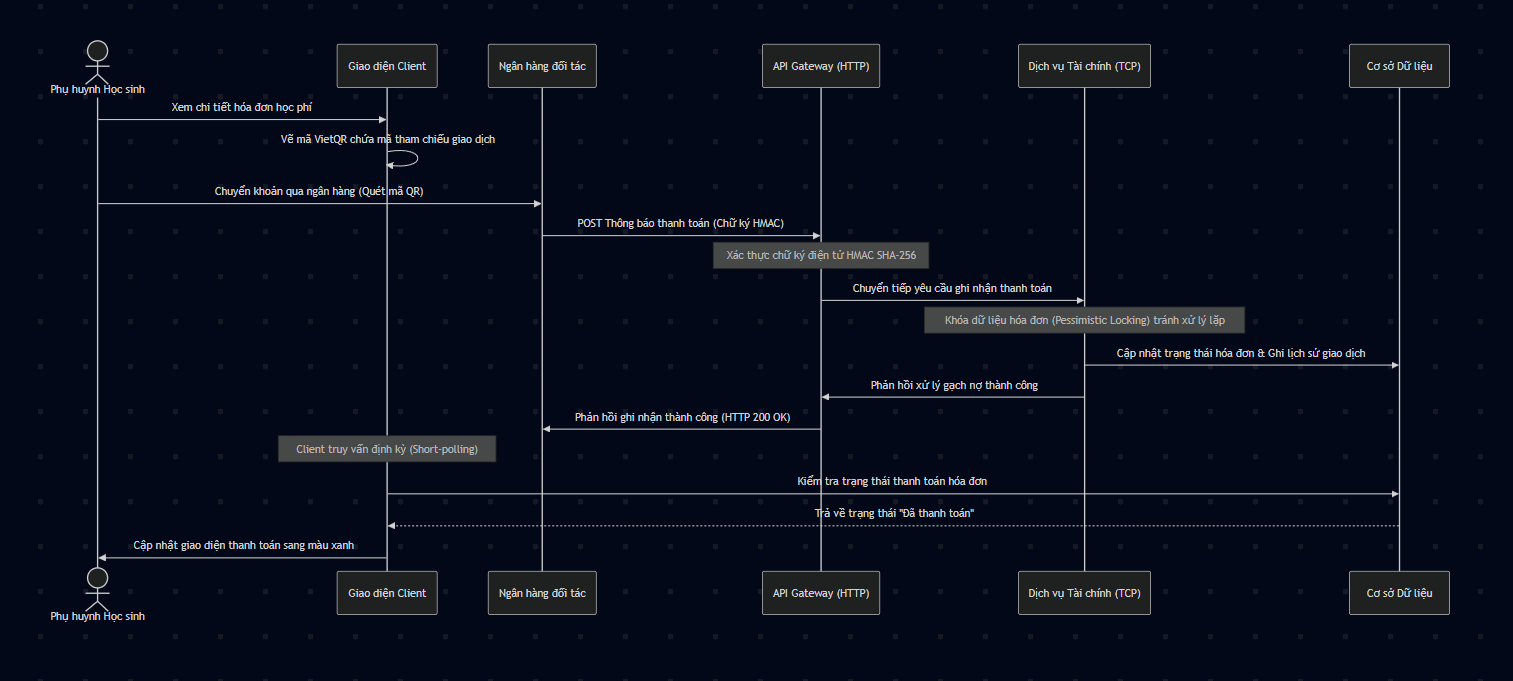 Phụ huynh Học sinh
Giao diện Client
Ngân hàng đối tác
API Gateway (HTTP)
Dịch vụ Tài chính (TCP)
Cơ sở Dữ liệu
Xem chi tiết hóa đơn học phí
Vẽ mã VietQR chứa mã tham chiếu giao dịch
Chuyển khoản qua ngân hàng (Quét mã QR)
POST Thông báo thanh toán (Chữ ký HMAC)
Xác thực chữ ký điện tử HMAC SHA-256
Chuyển tiếp yêu cầu ghi nhận thanh toán
Khóa dữ liệu hóa đơn (Pessimistic Locking) tránh xử lý lặp
Cập nhật trạng thái hóa đơn & Ghi lịch sử giao dịch
Phản hồi xử lý gạch nợ thành công
Phản hồi ghi nhận thành công (HTTP 200 OK)
Client truy vấn định kỳ (Short-polling)
Kiểm tra trạng thái thanh toán hóa đơn
Trả về trạng thái "Đã thanh toán"
Cập nhật giao diện thanh toán sang màu xanh
Phụ huynh Học sinh
Giao diện Client
Ngân hàng đối tác
API Gateway (HTTP)
Dịch vụ Tài chính (TCP)
Cơ sở Dữ liệu